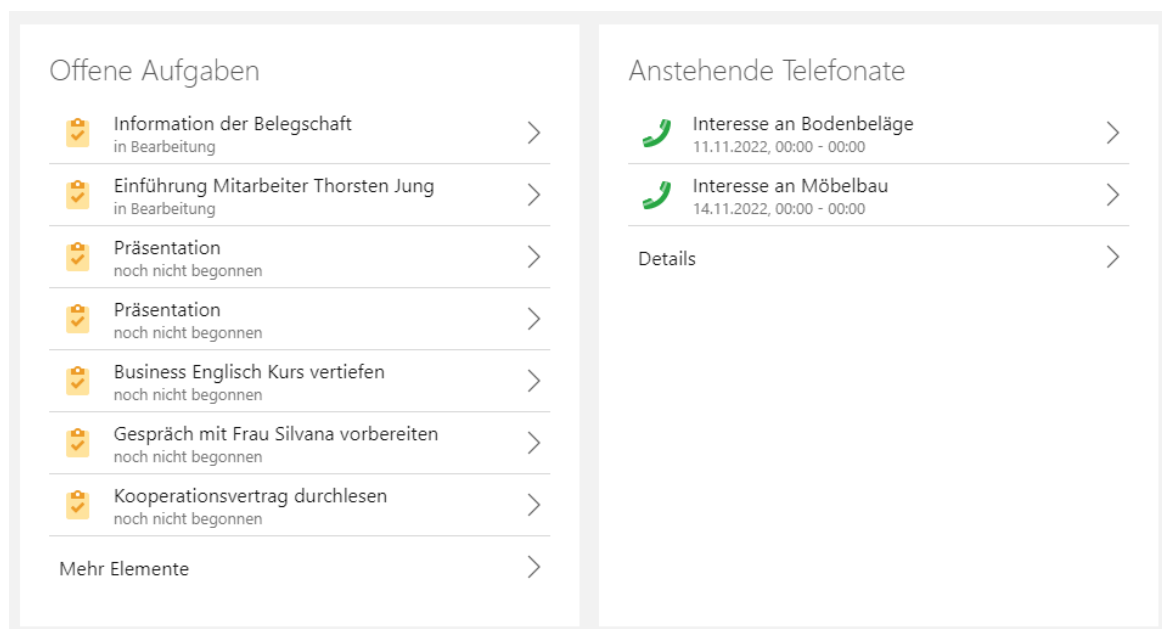 Offene Aufgaben
Information der Belegschaft
in Bearbeitung
Einführung Mitarbeiter Thorsten Jung
in Bearbeitung
Präsentation
noch nicht begonnen
Präsentation
noch nicht begonnen
Business Englisch Kurs vertiefen
noch nicht begonnen
Gespräch mit Frau Silvana vorbereiten
noch nicht begonnen
Kooperationsvertrag durchlesen
noch nicht begonnen
Mehr Elemente
Anstehende Telefonate
Interesse an Bodenbeläge
11.11.2022, 00:00 - 00:00
Interesse an Möbelbau
14.11.2022, 00:00 - 00:00
Details